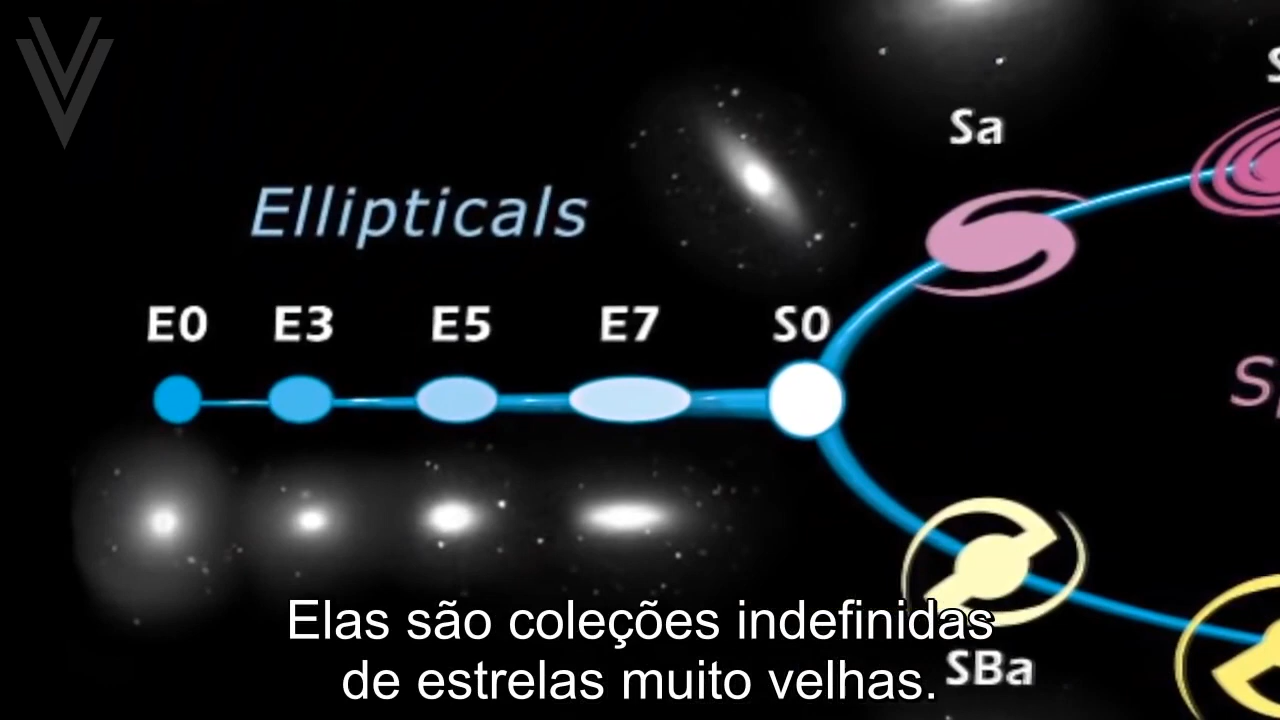 Sa
Ellipticals
E0 E3 E5 E7 S0
Elas são coleções indefinidas
de estrelas muito velhas.
SBa